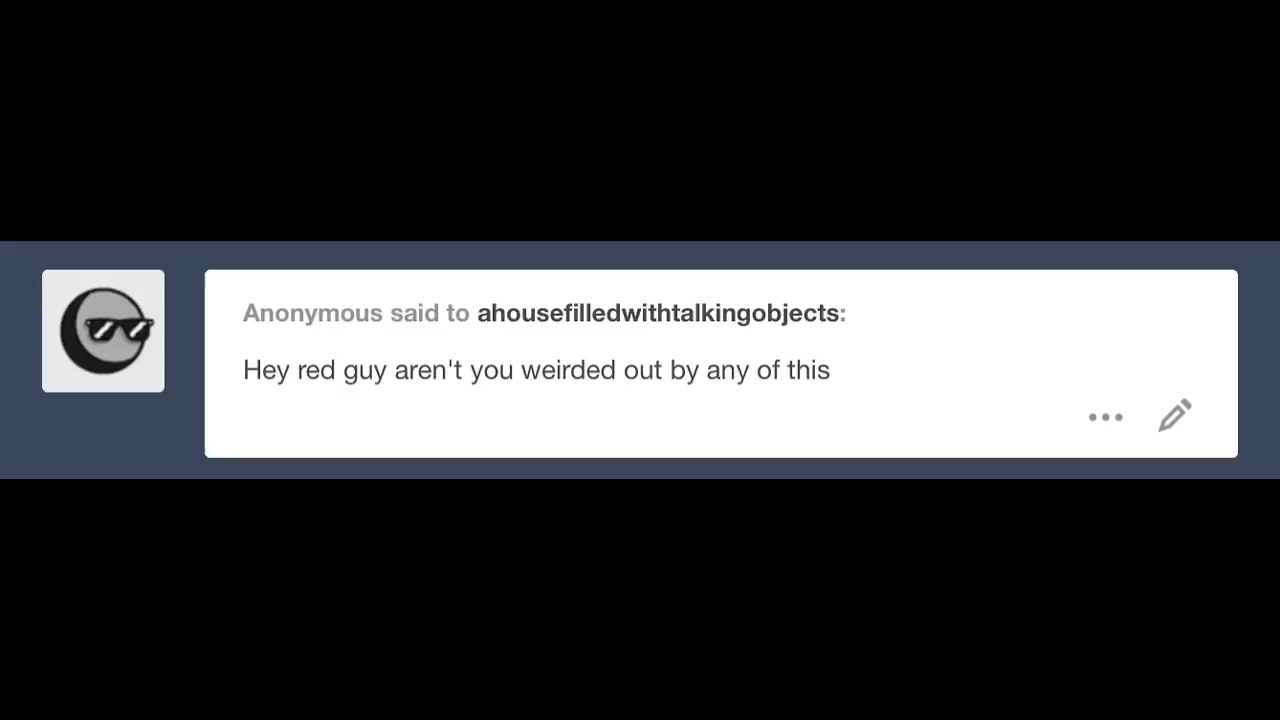 Anonymous said to ahousefilledwithtalkingobjects:
Hey red guy aren't you weirded out by any of this